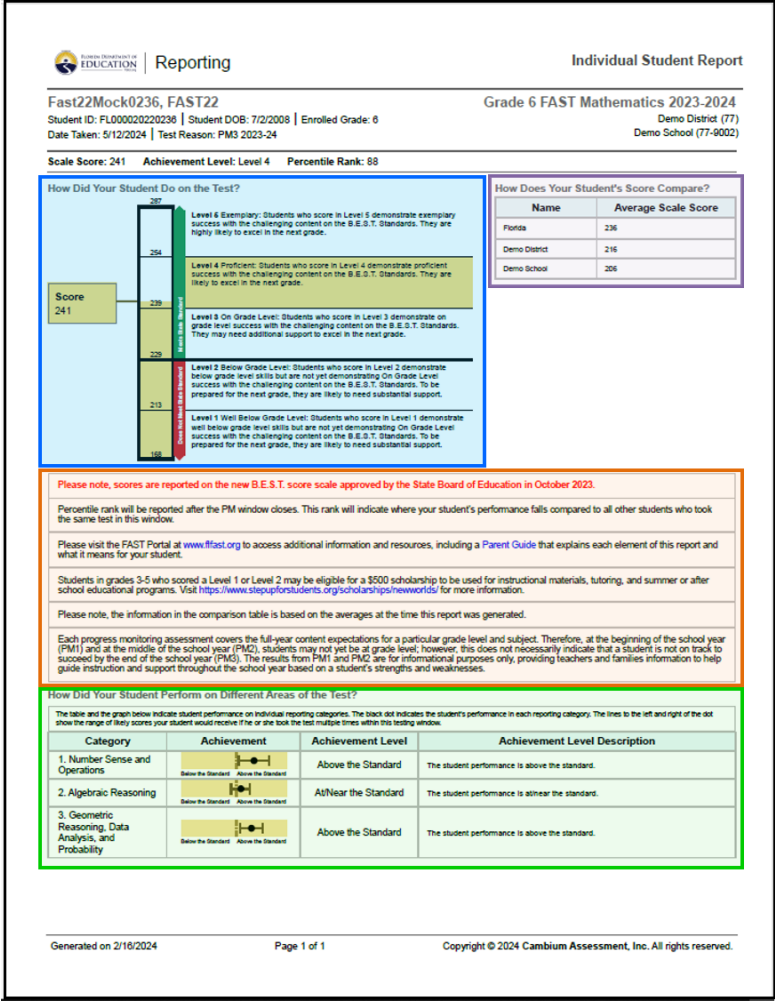 FLORIDA DEPARTMENT OF
EDUCATION
Reporting
Individual Student Report
Fast22Mock0236, FAST22
Grade 6 FAST Mathematics 2023-2024
Student ID: FL000020220236 | Student DOB: 7/2/2008 | Enrolled Grade: 6
Demo District (77)
Date Taken: 5/12/2024 | Test Reason: PM3 2023-24
Demo School (77-9002)
Scale Score: 241 Achievement Level: Level 4 Percentile Rank: 88
How Did Your Student Do on the Test?
287
Level 5 Exemplary: Students who score in Level 5 demonstrate exemplary
success with the challenging content on the B.E.S.T. Standards. They are
highly likely to excel in the next grade.
254
Level 4 Proficient: Students who score in Level 4 demonstrate proficient
success with the challenging content on the B.E.S.T. Standards. They are
likely to excel in the next grade.
Score
241
239
Level 3 On Grade Level: Students who score in Level 3 demonstrate on
grade level success with the challenging content on the B.E.S.T. Standards.
They may need additional support to excel in the next grade.
Meets State Standard
229
Level 2 Below Grade Level: Students who score in Level 2 demonstrate
below grade level skills but are not yet demonstrating On Grade Level
success with the challenging content on the B.E.S.T. Standards. To be
prepared for the next grade, they are likely to need substantial support.
Does Not Meet State Standard
213
Level 1 Well Below Grade Level: Students who score in Level 1 demonstrate
well below grade level skills but are not yet demonstrating On Grade Level
success with the challenging content on the B.E.S.T. Standards. To be
prepared for the next grade, they are likely to need substantial support.
168
How Does Your Student's Score Compare?
Name Average Scale Score
Florida 236
Demo District 216
Demo School 206
Please note, scores are reported on the new B.E.S.T. score scale approved by the State Board of Education in October 2023.
Percentile rank will be reported after the PM window closes. This rank will indicate where your student's performance falls compared to all other students who took
the same test in this window.
Please visit the FAST Portal at www.flfast.org to access additional information and resources, including a Parent Guide that explains each element of this report and
what it means for your student.
Students in grades 3-5 who scored a Level 1 or Level 2 may be eligible for a $500 scholarship to be used for instructional materials, tutoring, and summer or after
school educational programs. Visit https://www.stepupforstudents.org/scholarships/newworlds/ for more information.
Please note, the information in the comparison table is based on the averages at the time this report was generated.
Each progress monitoring assessment covers the full-year content expectations for a particular grade level and subject. Therefore, at the beginning of the school year
(PM1) and at the middle of the school year (PM2), students may not yet be at grade level; however, this does not necessarily indicate that a student is not on track to
succeed by the end of the school year (PM3). The results from PM1 and PM2 are for informational purposes only, providing teachers and families information to help
guide instruction and support throughout the school year based on a student's strengths and weaknesses.
How Did Your Student Perform on Different Areas of the Test?
The table and the graph below indicate student performance on individual reporting categories. The black dot indicates the student's performance in each reporting category. The lines to the left and right of the dot
show the range of likely scores your student would receive if he or she took the test multiple times within this testing window.
Category Achievement Achievement Level Achievement Level Description
1. Number Sense and
Operations
Below the Standard Above the Standard
Above the Standard
The student performance is above the standard.
2. Algebraic Reasoning
Below the Standard Above the Standard
At/Near the Standard
The student performance is at/near the standard.
3. Geometric
Reasoning, Data
Analysis, and
Probability
Below the Standard Above the Standard
Above the Standard
The student performance is above the standard.
Generated on 2/16/2024 Page 1 of 1 Copyright © 2024 Cambium Assessment, Inc. All rights reserved.